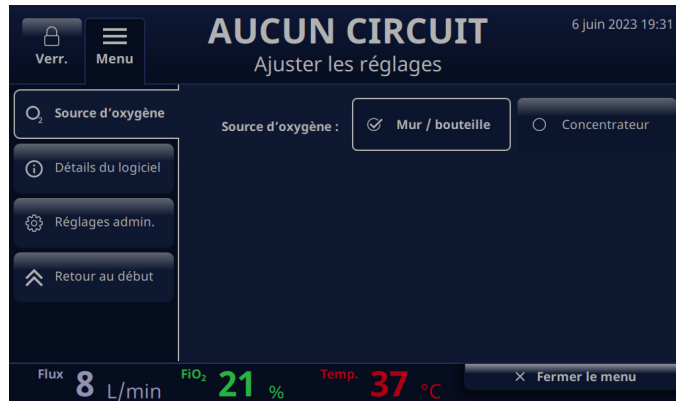 AUCUN CIRCUIT
6 juin 2023 19:31
Verr.
Menu
Ajuster les réglages
O2 Source d'oxygène
Source d'oxygène :
Mur / bouteille
Concentrateur
Détails du logiciel
Réglages admin.
Retour au début
Flux 8 L/min
FiO2 21 %
Temp. 37 °C
× Fermer le menu